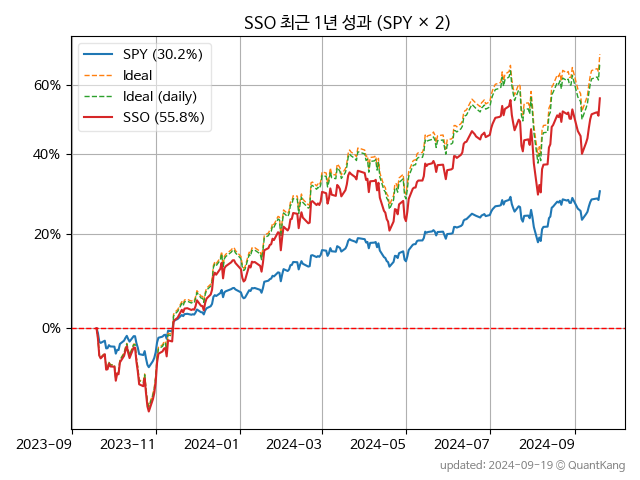 SSO 최근 1년 성과 (SPY × 2)
SPY (30.2%)
Ideal
Ideal (daily)
SSO (55.8%)
60%
40%
20%
0%
2023-09 2023-11 2024-01 2024-03 2024-05 2024-07 2024-09
updated: 2024-09-19 © QuantKang